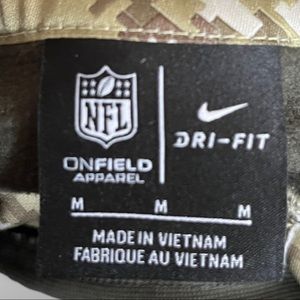 NFL
DRI-FIT
ONFIELD
APPAREL
M M M
MADE IN VIETNAM
FABRIQUE AU VIETNAM